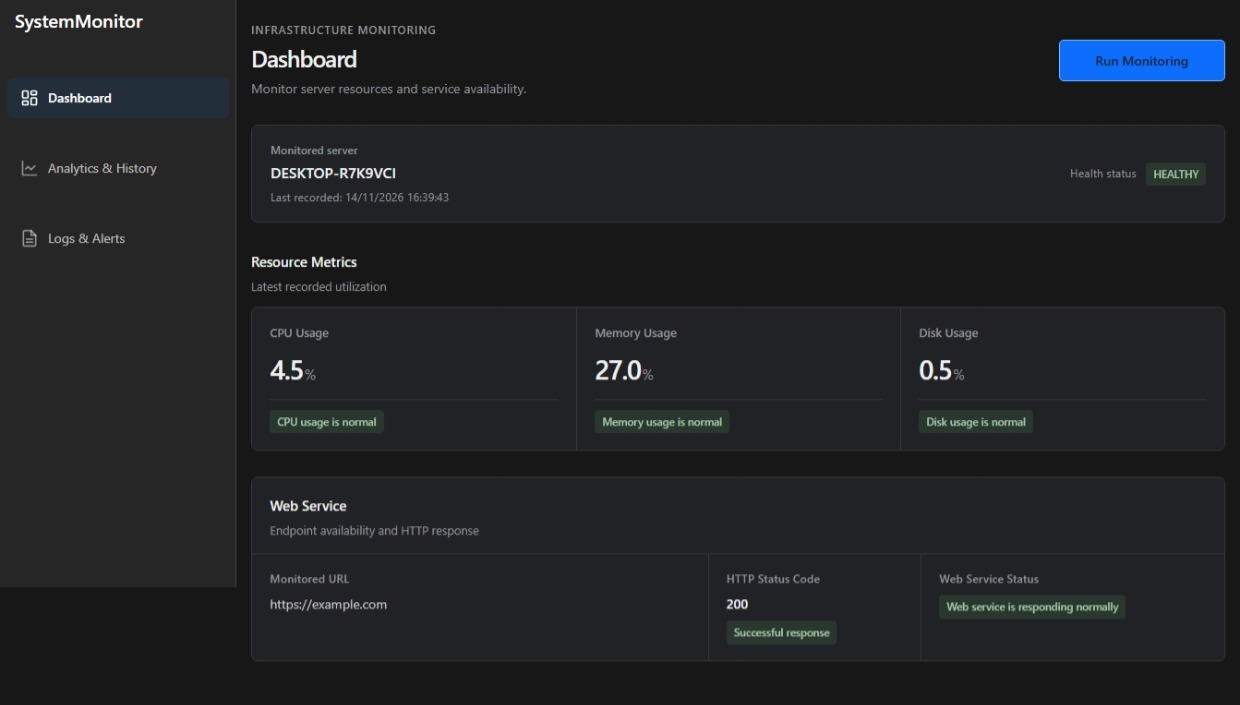 SystemMonitor
Dashboard
Analytics & History
Logs & Alerts
INFRASTRUCTURE MONITORING
Dashboard
Monitor server resources and service availability.
Run Monitoring
Monitored server
DESKTOP-R7K9VCI
Last recorded: 14/11/2026 16:39:43
Health status HEALTHY
Resource Metrics
Latest recorded utilization
CPU Usage
4.5%
CPU usage is normal
Memory Usage
27.0%
Memory usage is normal
Disk Usage
0.5%
Disk usage is normal
Web Service
Endpoint availability and HTTP response
Monitored URL
https://example.com
HTTP Status Code
200
Successful response
Web Service Status
Web service is responding normally